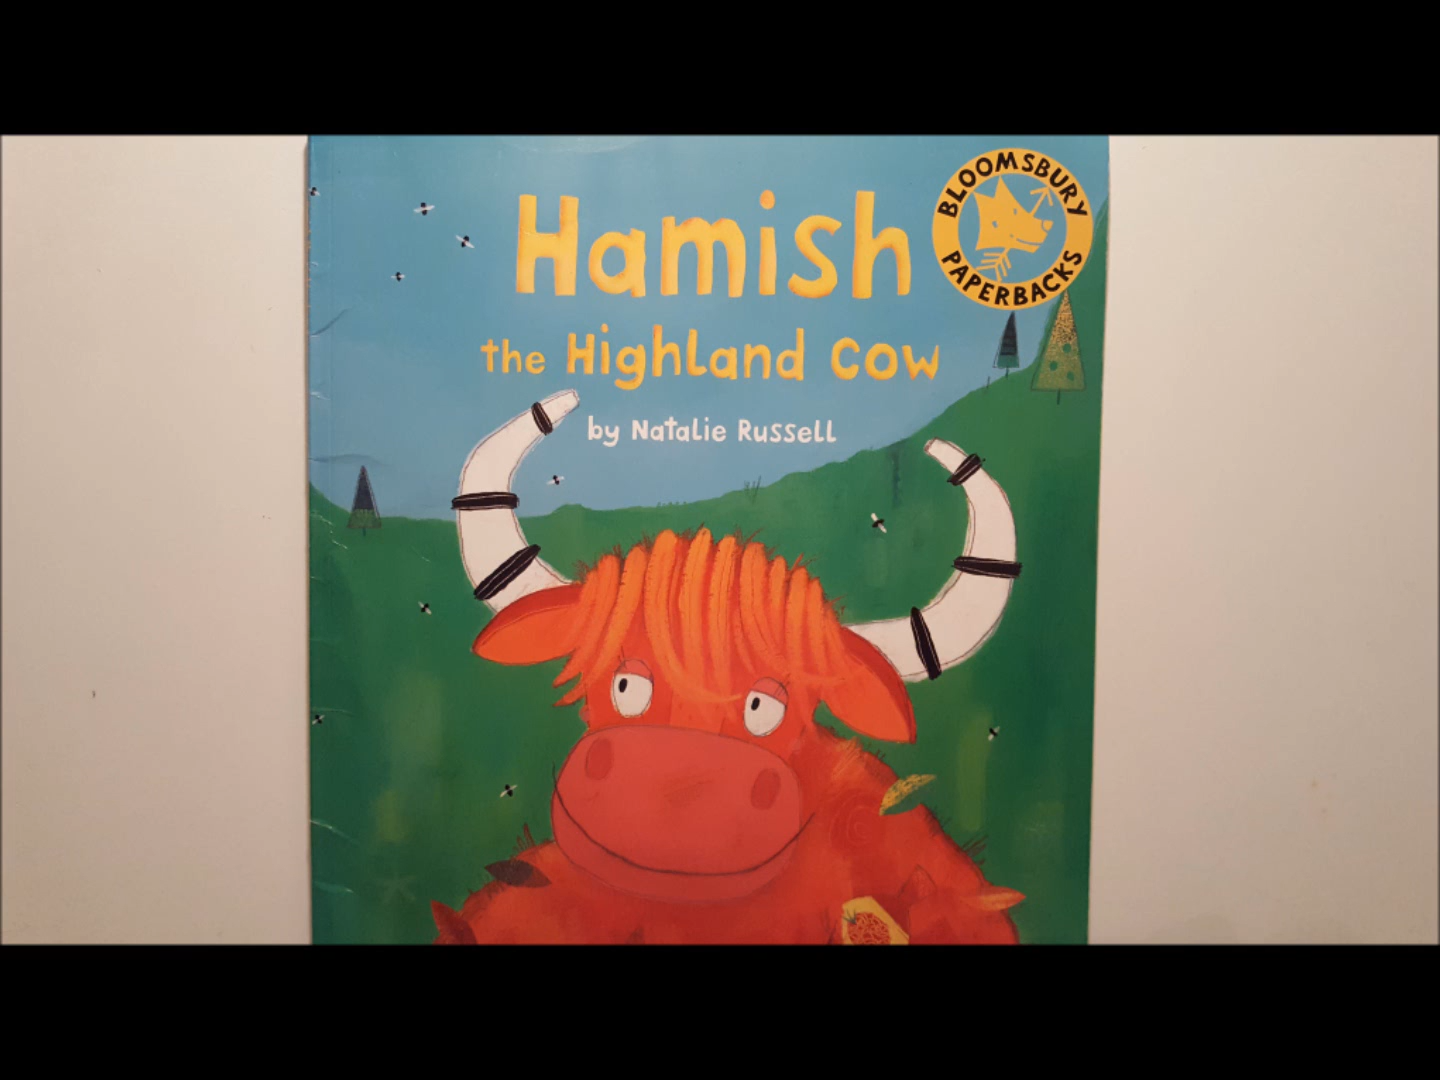 Hamish
the Highland Cow
by Natalie Russell
BLOOMSBURY
PAPERBACKS